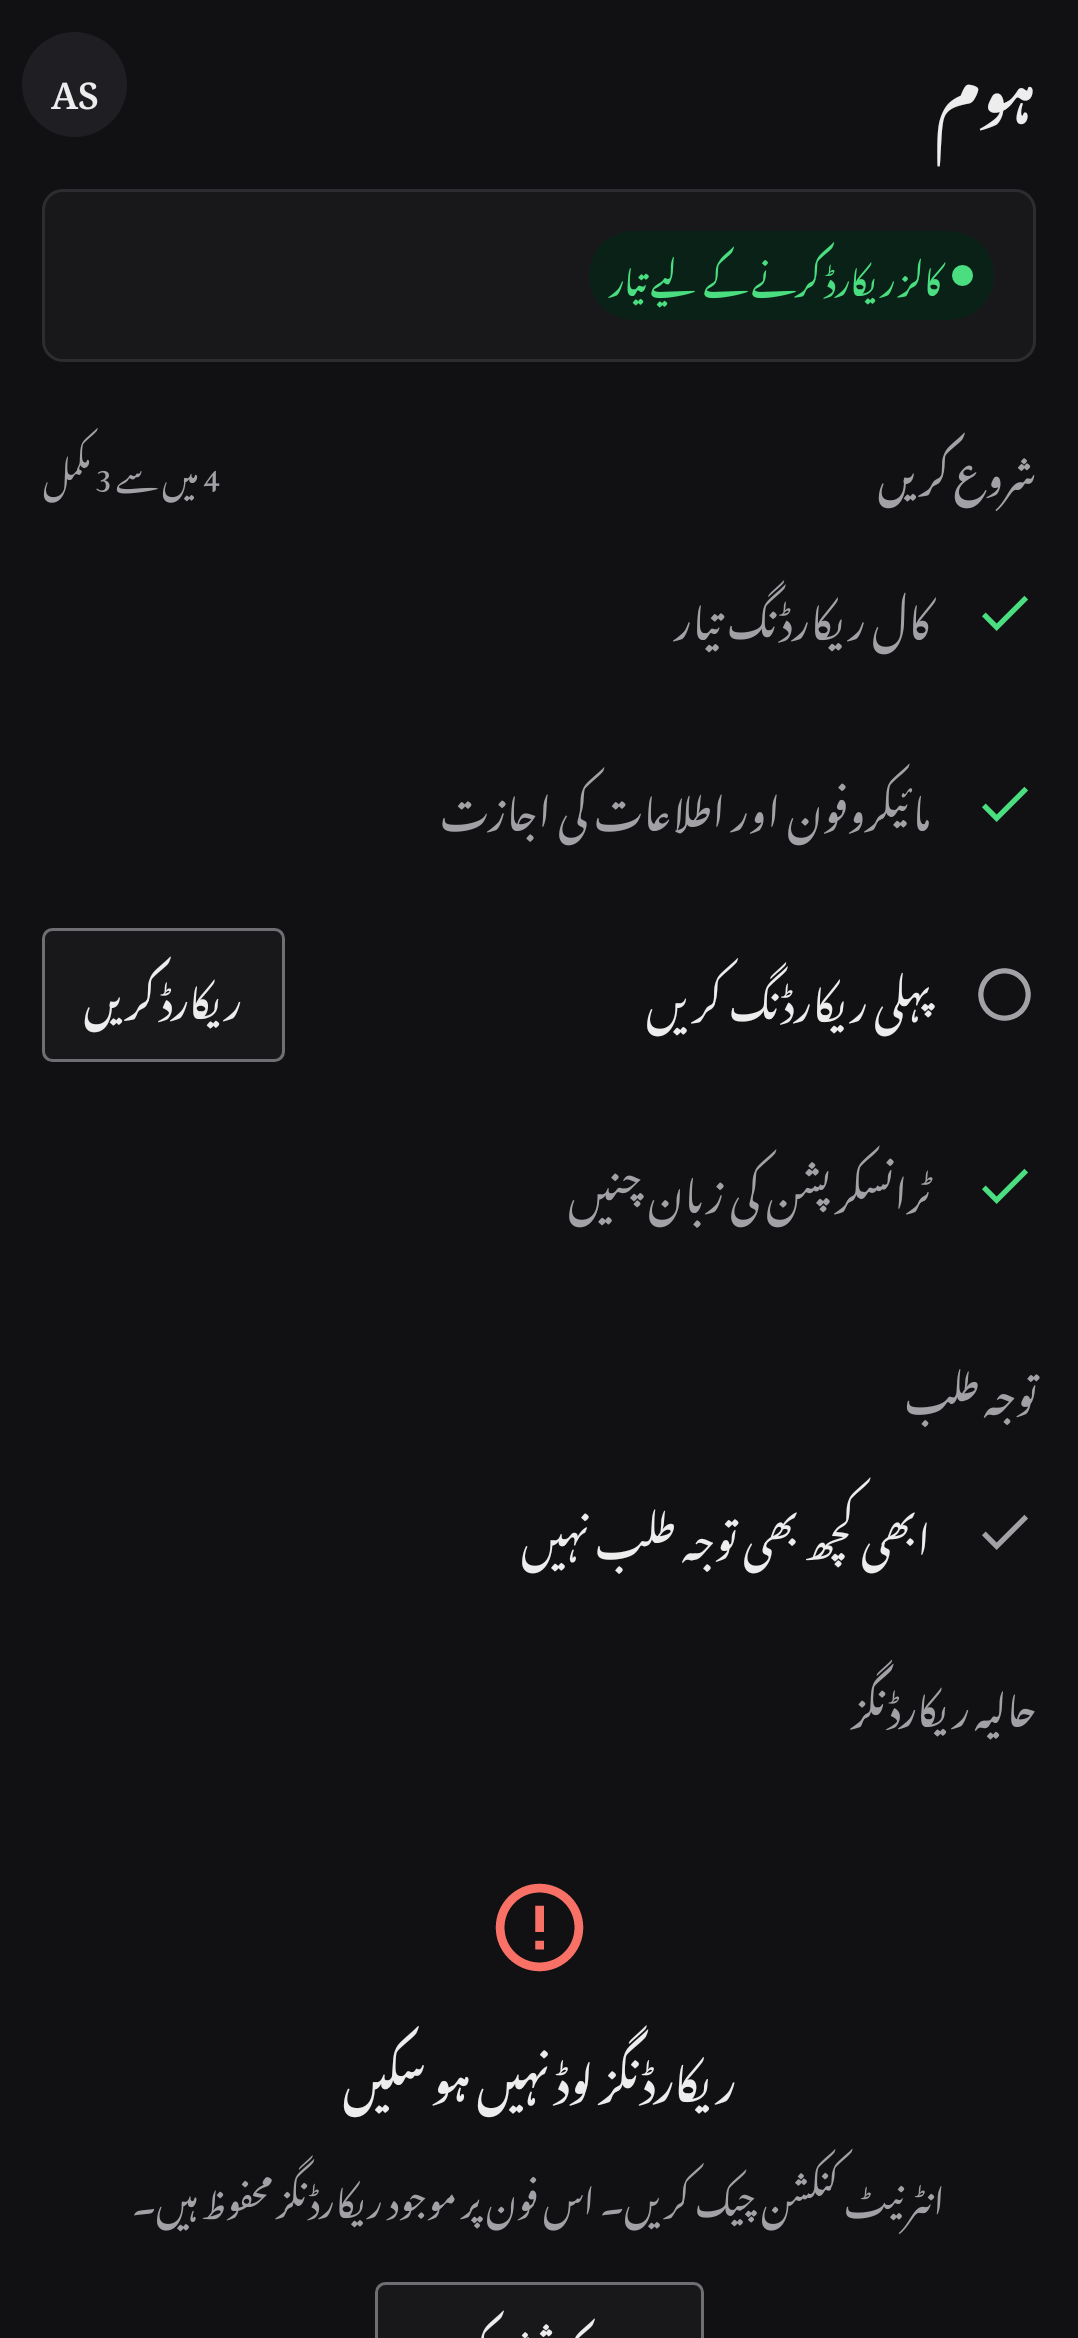 ہوم
AS
کالز ریکارڈ کرنے کے لیے تیار
شروع کریں
4 میں سے 3 مکمل
کال ریکارڈنگ تیار
مائیکروفون اور اطلاعات کی اجازت
پہلی ریکارڈنگ کریں
ریکارڈ کریں
ٹرانسکرپشن کی زبان چنیں
توجہ طلب
ابھی کچھ بھی توجہ طلب نہیں
حالیہ ریکارڈنگز
ریکارڈنگز لوڈ نہیں ہو سکیں
انٹرنیٹ کنکشن چیک کریں۔ اس فون پر موجود ریکارڈنگز محفوظ ہیں۔